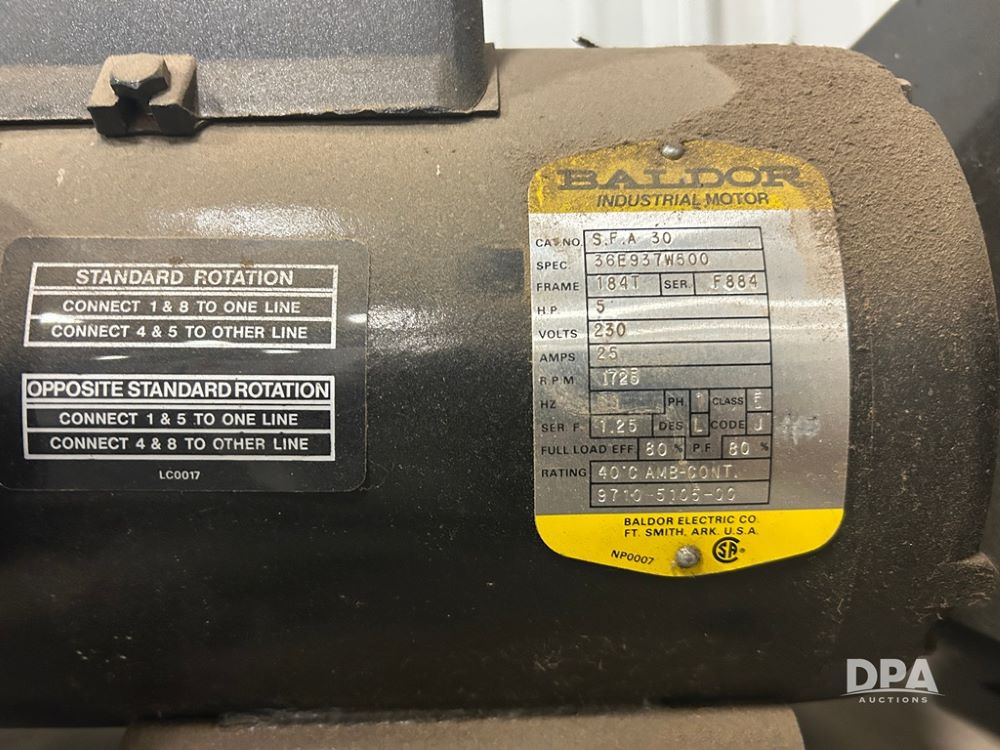 STANDARD ROTATION
CONNECT 1 & 8 TO ONE LINE
CONNECT 4 & 5 TO OTHER LINE
OPPOSITE STANDARD ROTATION
CONNECT 1 & 5 TO ONE LINE
CONNECT 4 & 8 TO OTHER LINE
LC0017
BALDOR
INDUSTRIAL MOTOR
CAT. NO. S.F.A 30
SPEC. 36E937W600
FRAME 184T SER. F884
H.P. 5
VOLTS 230
AMPS 25
R.P.M. 1725
HZ PH 1 CLASS
SER. F. 1.25 DES. L CODE J
FULL LOAD EFF 80 % P.F. 80 %
RATING 40°C AMB-CONT.
9710-5105-00
BALDOR ELECTRIC CO.
FT. SMITH, ARK. U.S.A.
NP0007 SA®
DPA
AUCTIONS